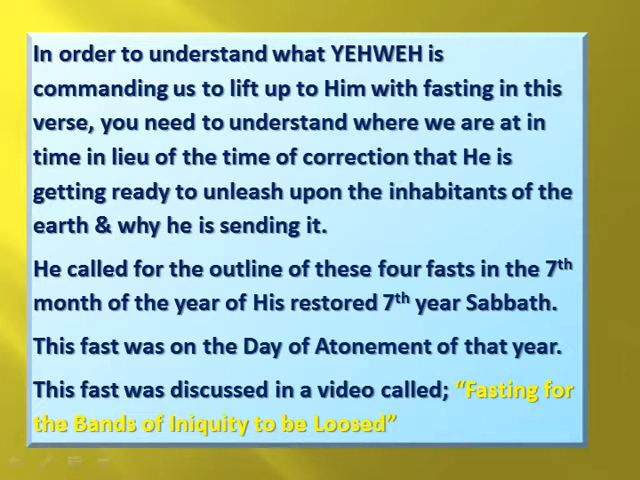 In order to understand what YEHWEH is
commanding us to lift up to Him with fasting in this
verse, you need to understand where we are at in
time in lieu of the time of correction that He is
getting ready to unleash upon the inhabitants of the
earth & why he is sending it.
He called for the outline of these four fasts in the 7th
month of the year of His restored 7th year Sabbath.
This fast was on the Day of Atonement of that year.
This fast was discussed in a video called; “Fasting for
the Bands of Iniquity to be Loosed”